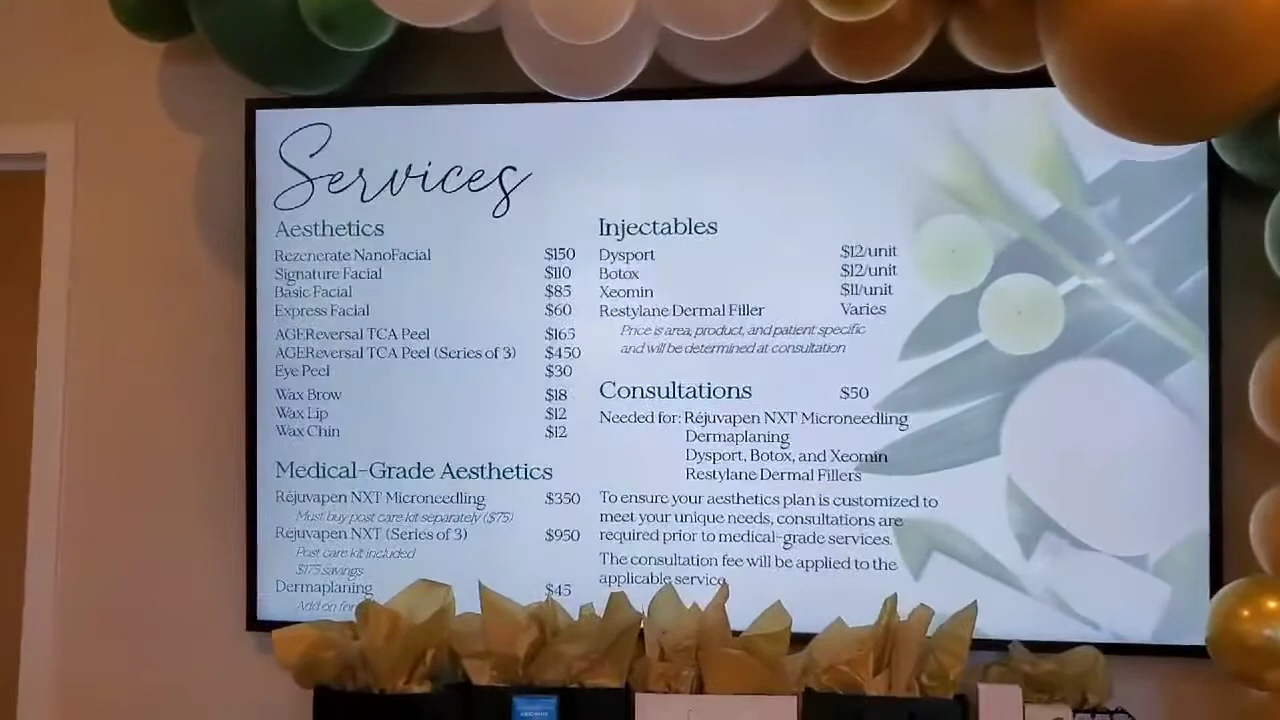 Services
Aesthetics
Rezenerate NanoFacial $150
Signature Facial $110
Basic Facial $85
Express Facial $60
AGEReversal TCA Peel $165
AGEReversal TCA Peel (Series of 3) $450
Eye Peel $30
Wax Brow $18
Wax Lip $12
Wax Chin $12
Medical-Grade Aesthetics
Réjuvapen NXT Microneedling $350
Must buy post care kit separately ($75)
Réjuvapen NXT (Series of 3) $950
Post care kit included
$175 savings
Dermaplaning $45
Add on for
Injectables
Dysport $12/unit
Botox $12/unit
Xeomin $11/unit
Restylane Dermal Filler Varies
Price is area, product, and patient specific
and will be determined at consultation
Consultations $50
Needed for: Réjuvapen NXT Microneedling
Dermaplaning
Dysport, Botox, and Xeomin
Restylane Dermal Fillers
To ensure your aesthetics plan is customized to
meet your unique needs, consultations are
required prior to medical-grade services.
The consultation fee will be applied to the
applicable service